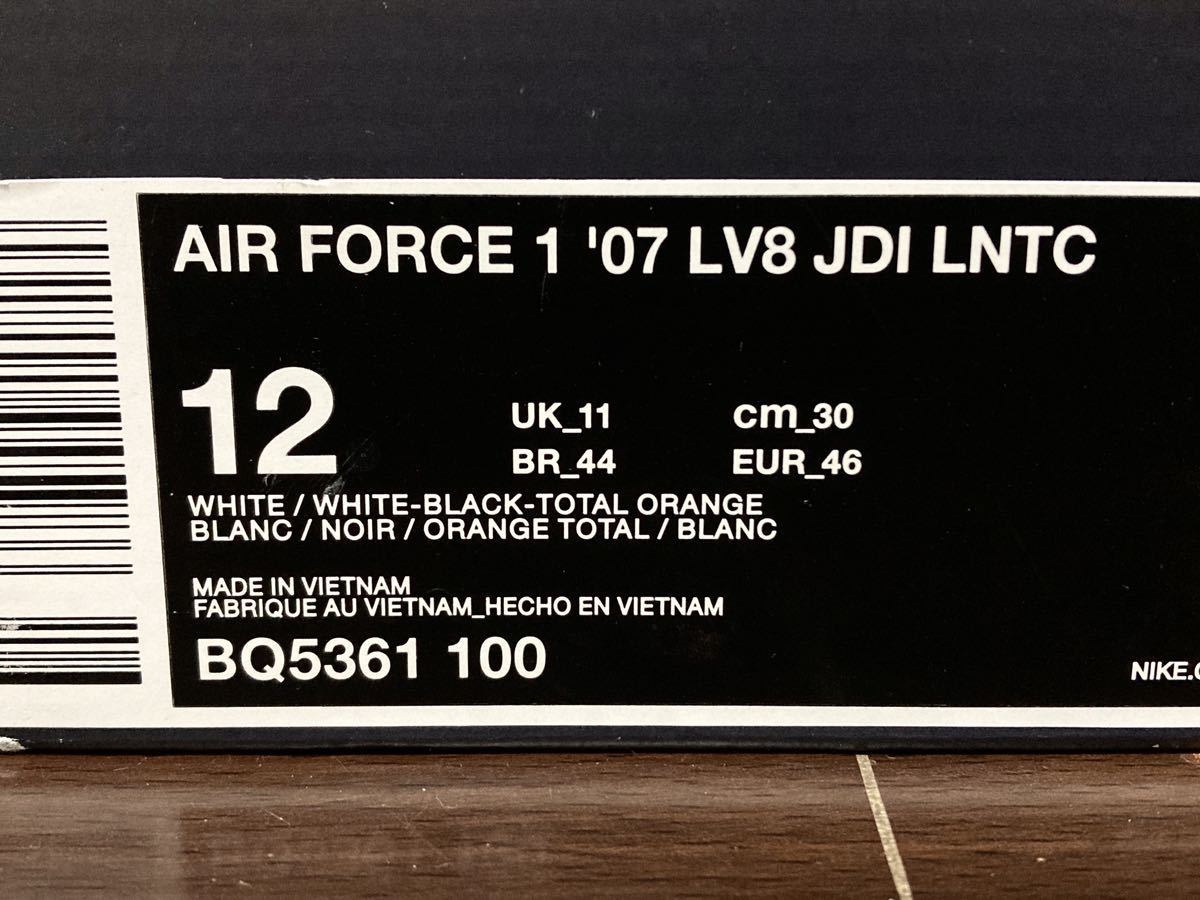 AIR FORCE 1 '07 LV8 JDI LNTC
12
UK_11 cm_30
BR_44 EUR_46
WHITE / WHITE-BLACK-TOTAL ORANGE
BLANC / NOIR / ORANGE TOTAL / BLANC
MADE IN VIETNAM
FABRIQUE AU VIETNAM_HECHO EN VIETNAM
BQ5361 100
NIKE.